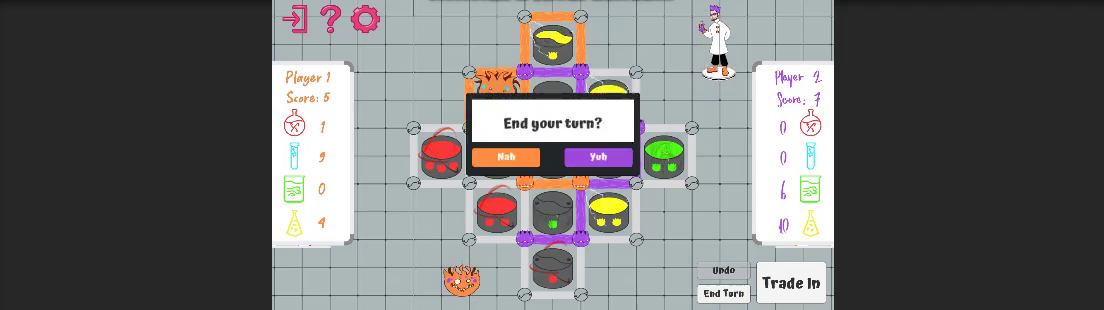 ?
Player 1
Score: 5
1
9
0
4
End your turn?
Nah
Yuh
Player 2
Score: 7
0
0
6
10
Undo
End Turn
Trade In